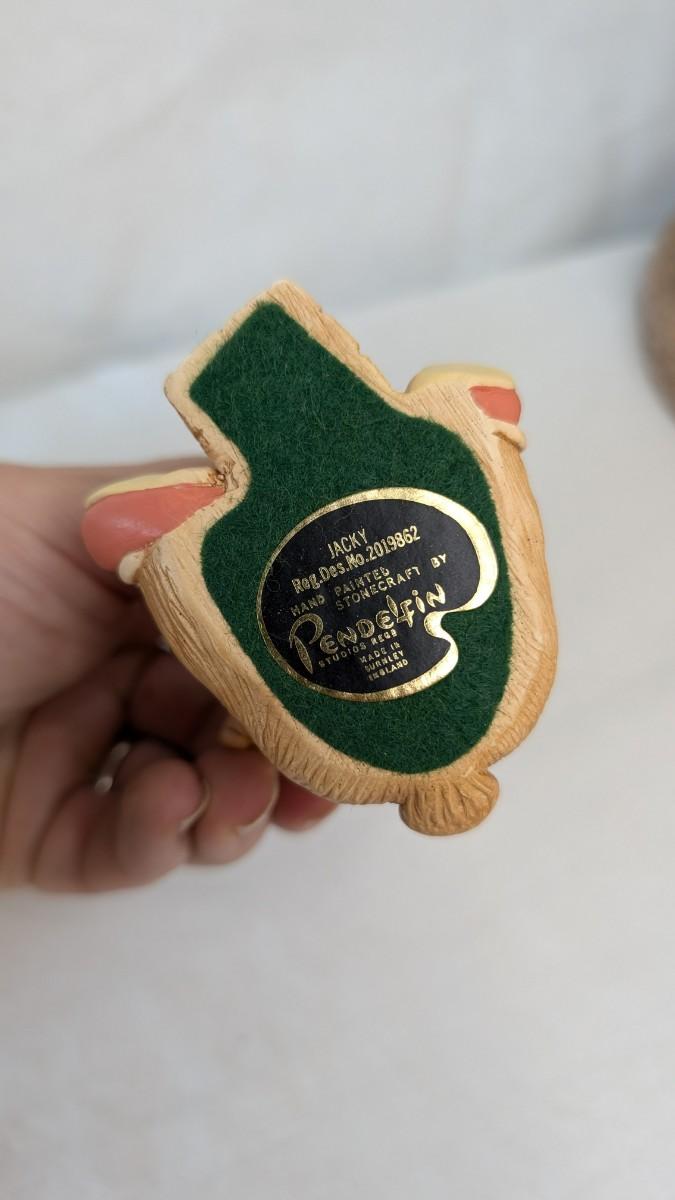 JACKY
Reg.Des.No.2019862
HAND PAINTED
STONECRAFT BY
PENDELFIN
STUDIOS REGD
MADE IN
BURNLEY
ENGLAND